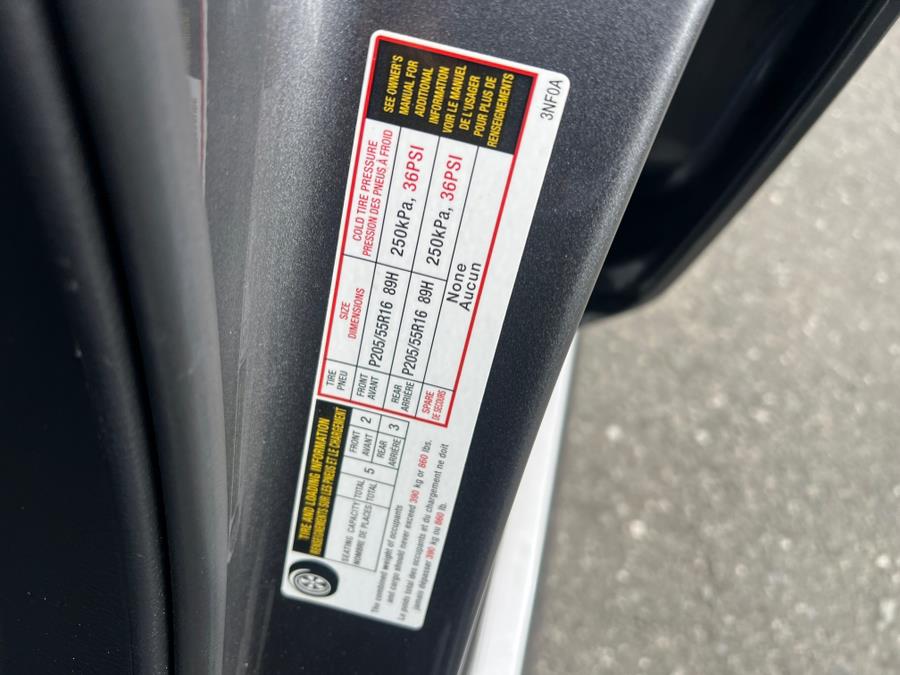 TIRE AND LOADING INFORMATION
RENSEIGNEMENTS SUR LES PNEUS ET LE CHARGEMENT
SEATING CAPACITY TOTAL 5 FRONT 2 REAR 3
NOMBRE DE PLACES TOTAL AVANT ARRIÈRE
The combined weight of occupants
and cargo should never exceed 390 kg or 860 lbs.
Le poids total des occupants et du chargement ne doit
jamais dépasser 390 kg ou 860 lb.
TIRE SIZE COLD TIRE PRESSURE
PNEU DIMENSIONS PRESSION DES PNEUS À FROID
FRONT
AVANT P205/55R16 89H 250kPa, 36PSI
REAR
ARRIÈRE P205/55R16 89H 250kPa, 36PSI
SPARE None
DE SECOURS Aucun
SEE OWNER'S
MANUAL FOR
ADDITIONAL
INFORMATION
VOIR LE MANUEL
DE L'USAGER
POUR PLUS DE
RENSEIGNEMENTS
3NF0A